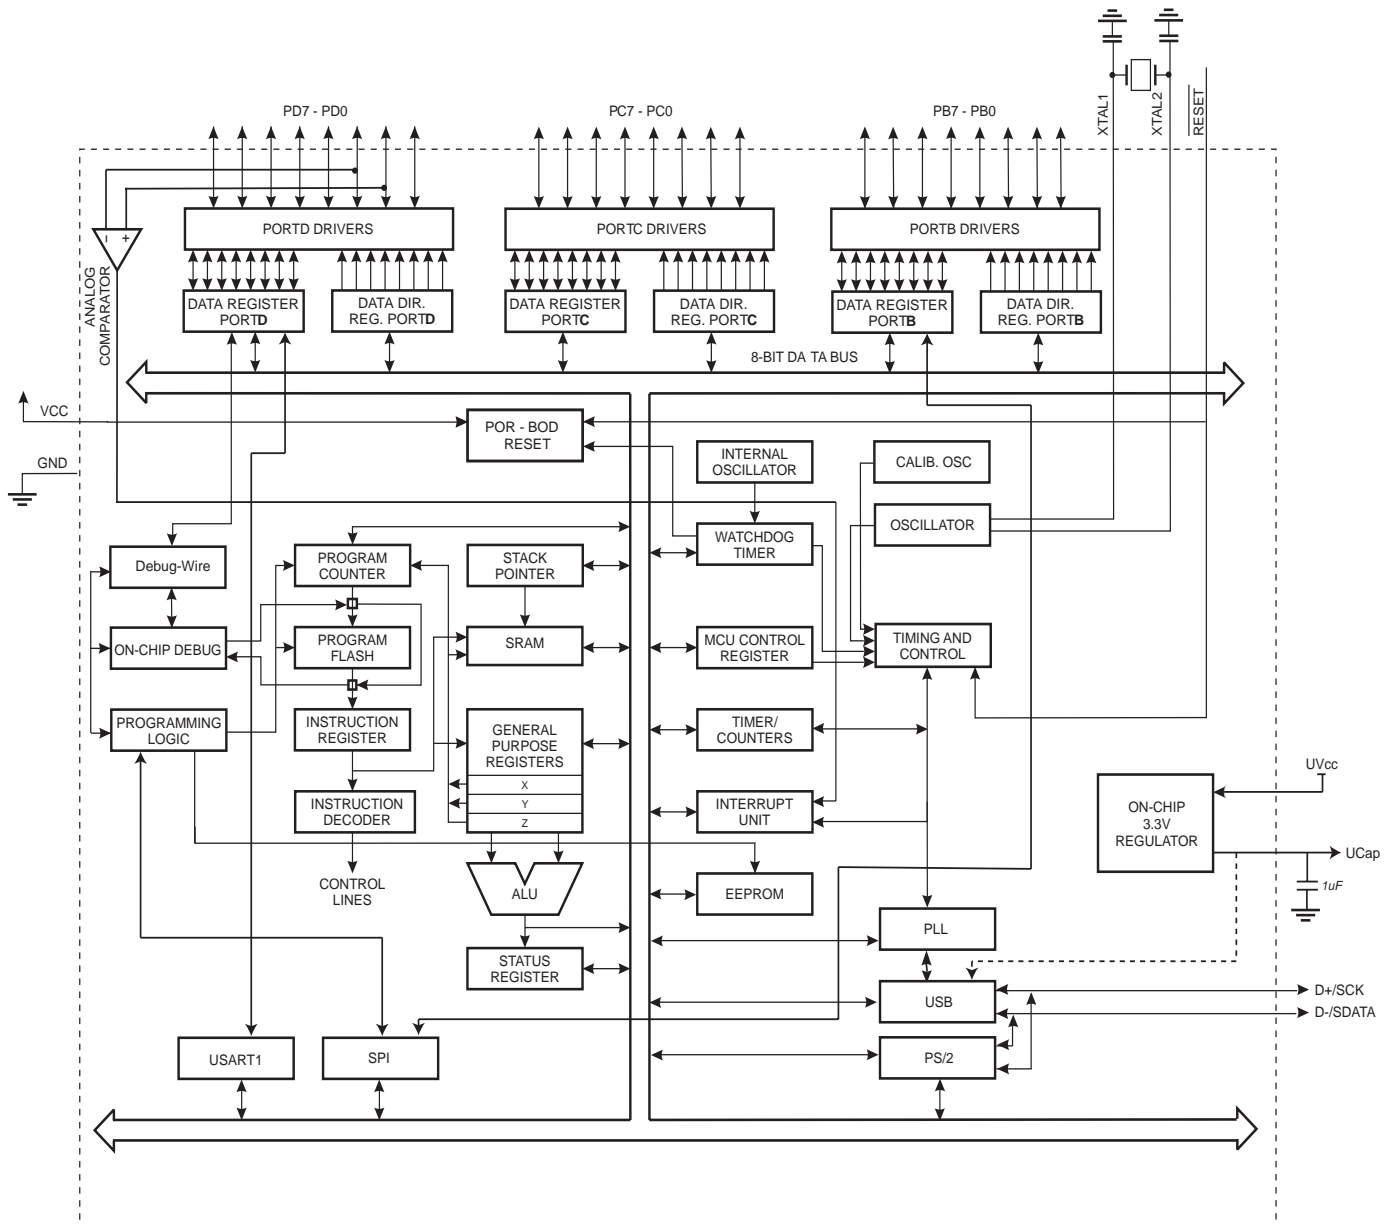 XTAL1
XTAL2
RESET
PD7 - PD0
PC7 - PC0
PB7 - PB0
PORTD DRIVERS
PORTC DRIVERS
PORTB DRIVERS
- +
ANALOG
COMPARATOR
DATA REGISTER
PORTD
DATA DIR.
REG. PORTD
DATA REGISTER
PORTC
DATA DIR.
REG. PORTC
DATA REGISTER
PORTB
DATA DIR.
REG. PORTB
8-BIT DA TA BUS
VCC
GND
POR - BOD
RESET
INTERNAL
OSCILLATOR
CALIB. OSC
OSCILLATOR
WATCHDOG
TIMER
Debug-Wire
PROGRAM
COUNTER
STACK
POINTER
ON-CHIP DEBUG
PROGRAM
FLASH
SRAM
MCU CONTROL
REGISTER
TIMING AND
CONTROL
PROGRAMMING
LOGIC
INSTRUCTION
REGISTER
GENERAL
PURPOSE
REGISTERS
X
Y
Z
TIMER/
COUNTERS
INSTRUCTION
DECODER
INTERRUPT
UNIT
UVcc
ON-CHIP
3.3V
REGULATOR
UCap
1uF
CONTROL
LINES
ALU
EEPROM
PLL
STATUS
REGISTER
USB
D+/SCK
D-/SDATA
USART1
SPI
PS/2